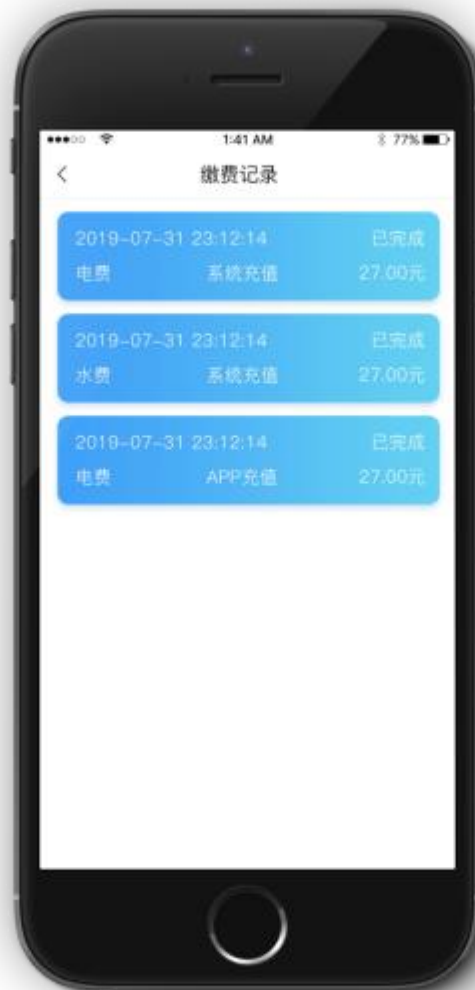 1:41 AM 77%
缴费记录
2019-07-31 23:12:14 已完成
电费 系统充值 27.00元
2019-07-31 23:12:14 已完成
水费 系统充值 27.00元
2019-07-31 23:12:14 已完成
电费 APP充值 27.00元